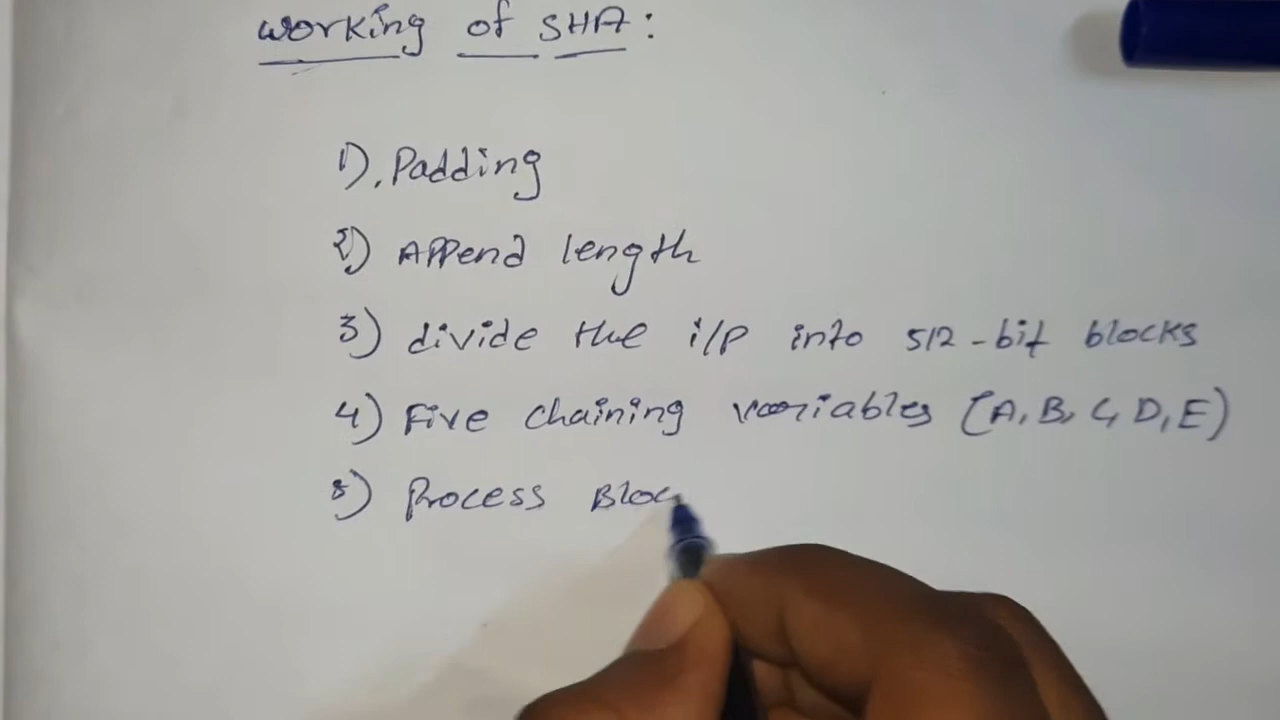 working of SHA:
1). Padding
2) Append length
3) divide the i/p into 512-bit blocks
4) Five chaining variables (A, B, C, D, E)
5) Process Bloc